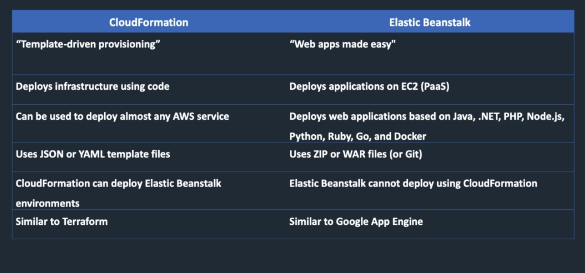 CloudFormation Elastic Beanstalk
“Template-driven provisioning” “Web apps made easy"
Deploys infrastructure using code Deploys applications on EC2 (PaaS)
Can be used to deploy almost any AWS service Deploys web applications based on Java, .NET, PHP, Node.js,
Python, Ruby, Go, and Docker
Uses JSON or YAML template files Uses ZIP or WAR files (or Git)
CloudFormation can deploy Elastic Beanstalk Elastic Beanstalk cannot deploy using CloudFormation
environments
Similar to Terraform Similar to Google App Engine